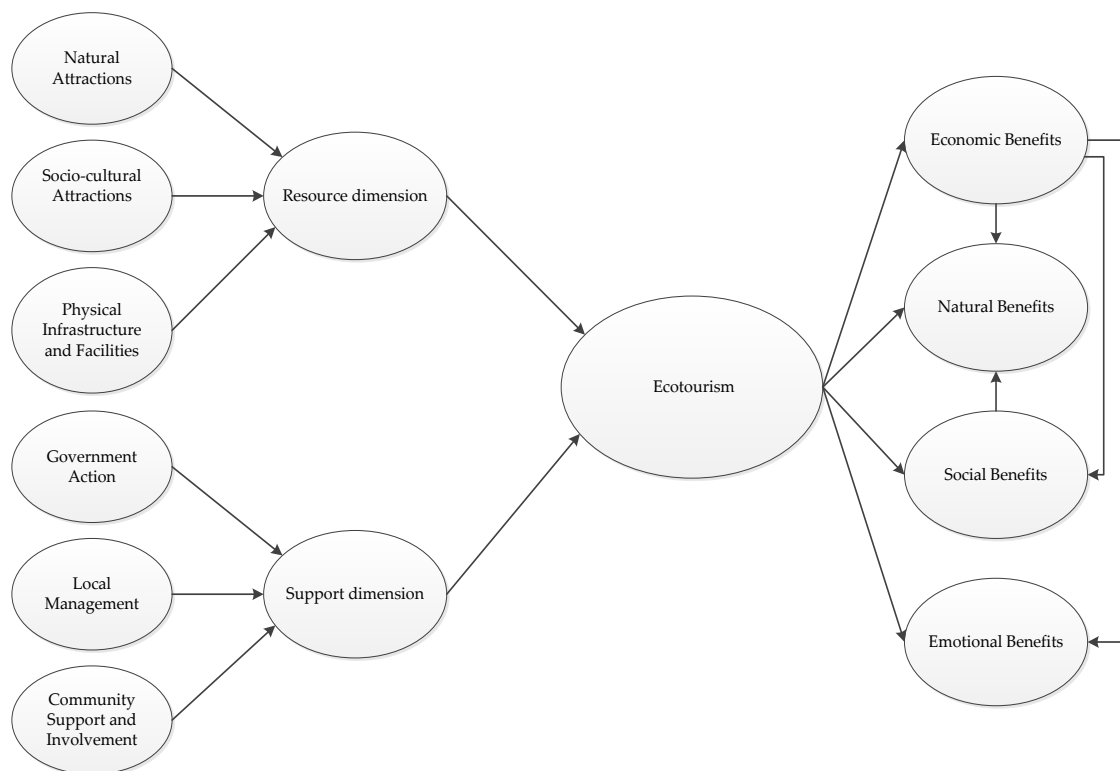 Natural
Attractions
Socio-cultural
Attractions
Physical
Infrastructure
and Facilities
Government
Action
Local
Management
Community
Support and
Involvement
Resource dimension
Support dimension
Ecotourism
Economic Benefits
Natural Benefits
Social Benefits
Emotional Benefits